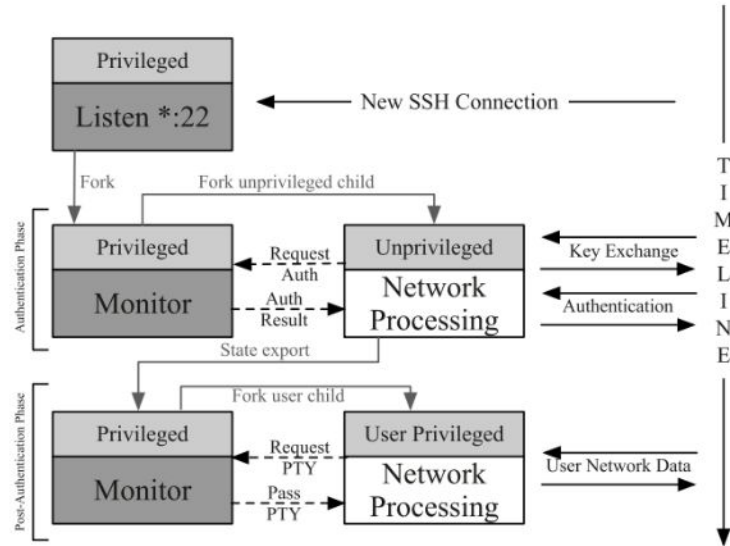 Privileged
Listen *:22
New SSH Connection
Fork
Fork unprivileged child
Authentication Phase
Privileged
Monitor
Request
Auth
Auth
Result
Unprivileged
Network
Processing
Key Exchange
Authentication
State export
Fork user child
Post-Authentication Phase
Privileged
Monitor
Request
PTY
Pass
PTY
User Privileged
Network
Processing
User Network Data
TIMELINE